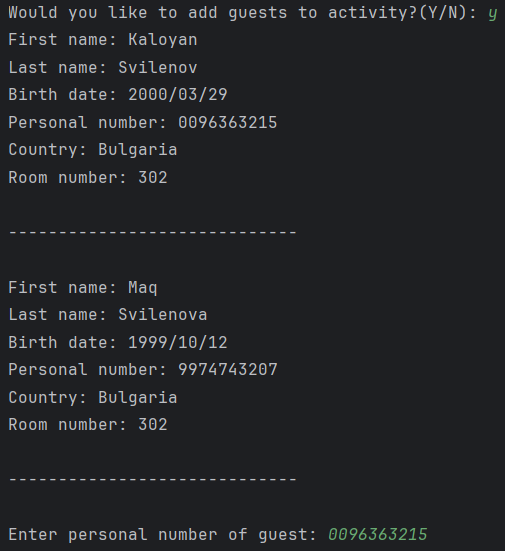 Would you like to add guests to activity?(Y/N): y
First name: Kaloyan
Last name: Svilenov
Birth date: 2000/03/29
Personal number: 0096363215
Country: Bulgaria
Room number: 302
-----------------------------
First name: Maq
Last name: Svilenova
Birth date: 1999/10/12
Personal number: 9974743207
Country: Bulgaria
Room number: 302
-----------------------------
Enter personal number of guest: 0096363215